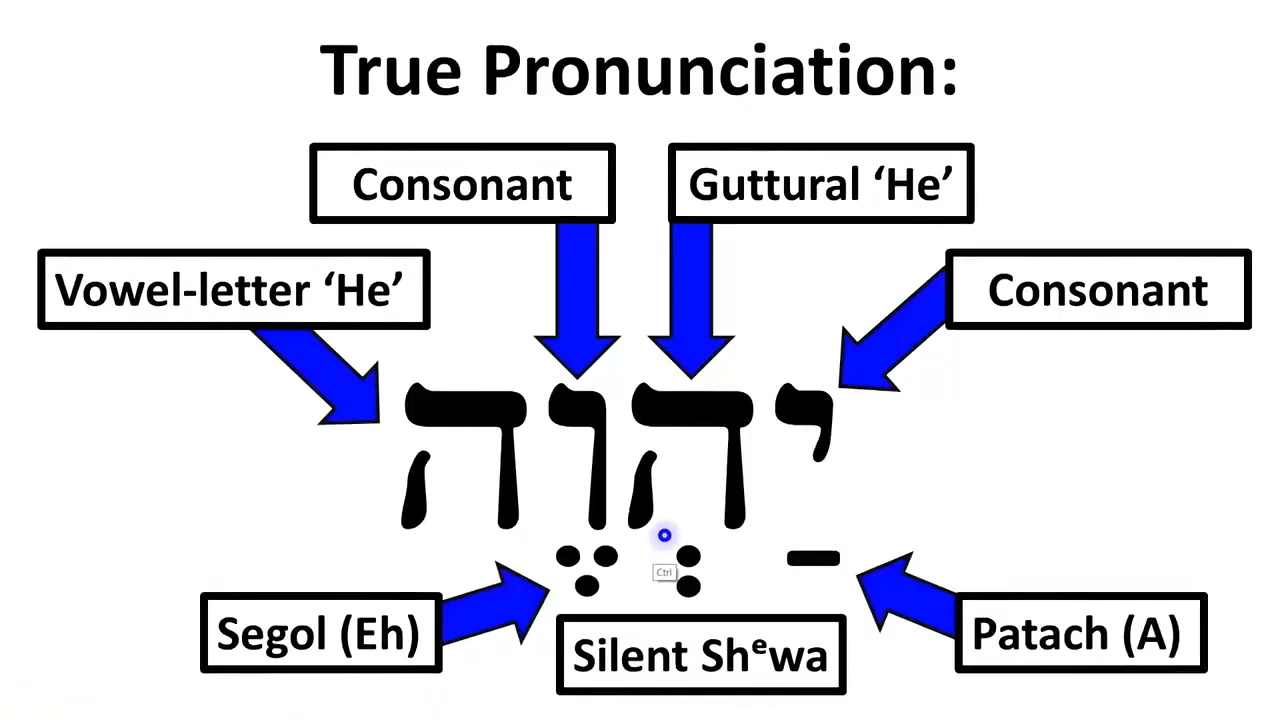 True Pronunciation:
Consonant
Guttural ‘He’
Vowel-letter ‘He’
Consonant
יַהְוֶה
Ctrl
Segol (Eh)
Silent Shᵉwa
Patach (A)